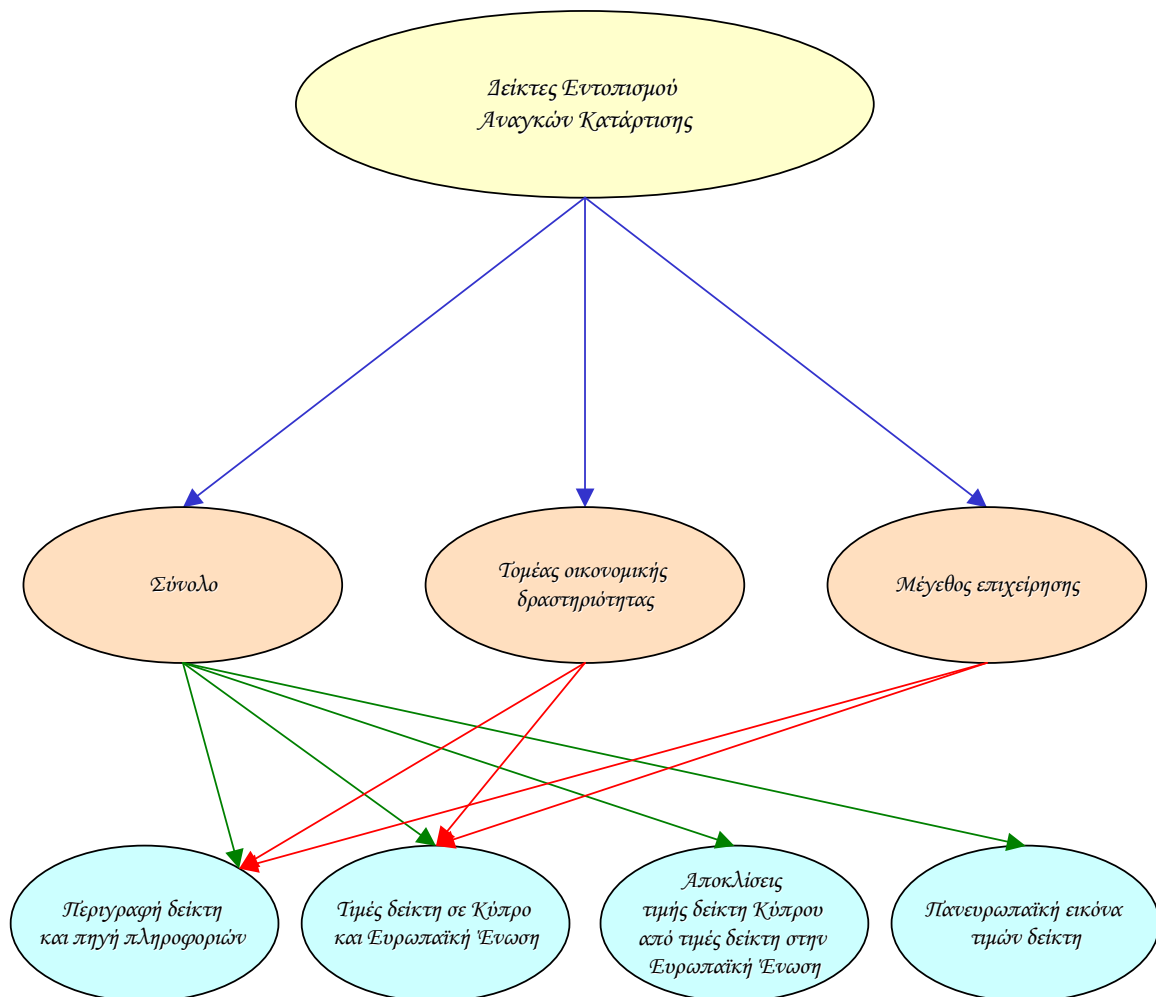 Δείκτες Εντοπισμού
Αναγκών Κατάρτισης
Σύνολο
Τομέας οικονομικής
δραστηριότητας
Μέγεθος επιχείρησης
Περιγραφή δείκτη
και πηγή πληροφοριών
Τιμές δείκτη σε Κύπρο
και Ευρωπαϊκή Ένωση
Αποκλίσεις
τιμής δείκτη Κύπρου
από τιμές δείκτη στην
Ευρωπαϊκή Ένωση
Πανευρωπαϊκή εικόνα
τιμών δείκτη